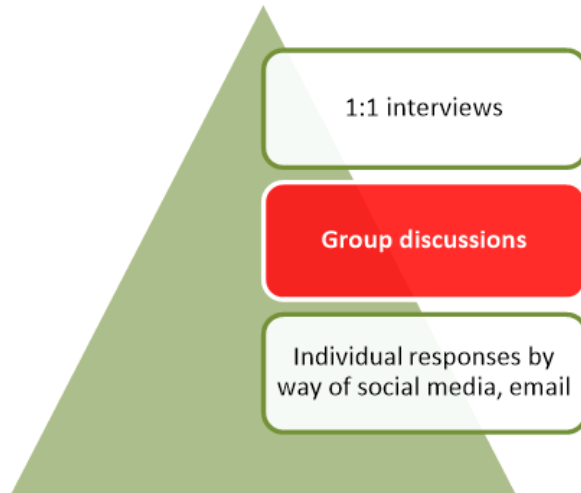 1:1 interviews
Group discussions
Individual responses by
way of social media, email